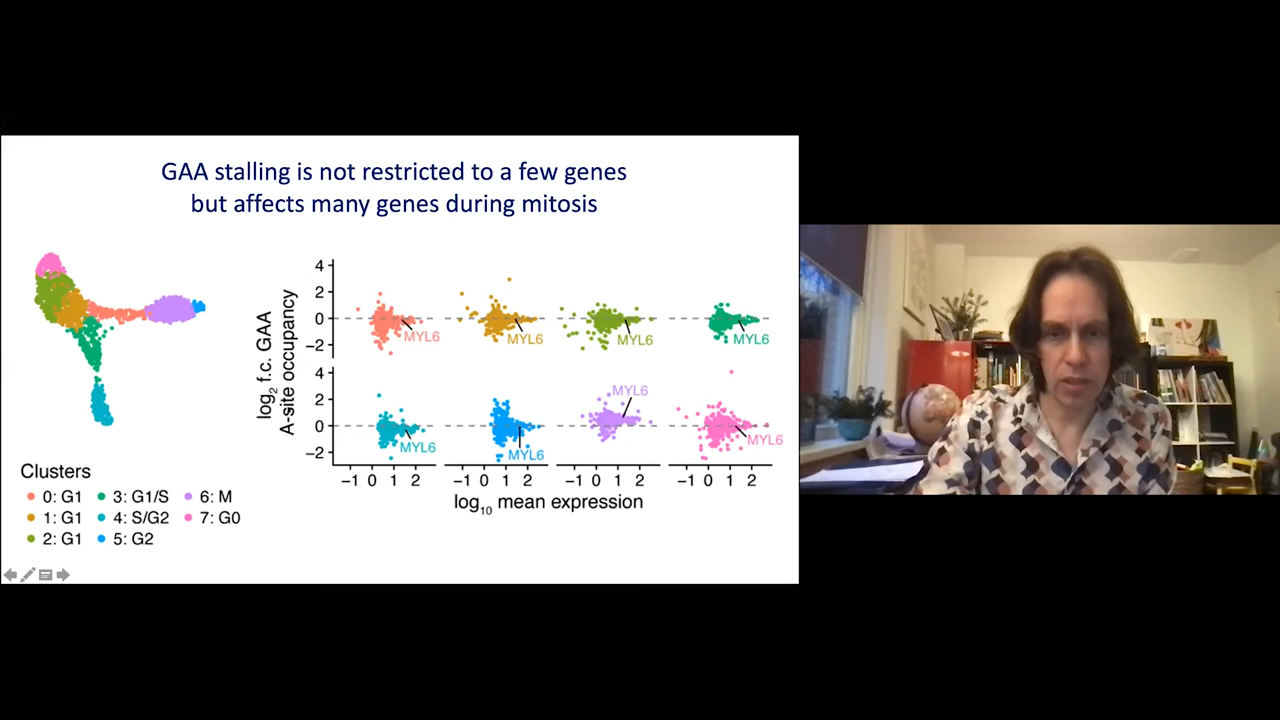 GAA stalling is not restricted to a few genes
but affects many genes during mitosis
log2 f.c. GAA
A-site occupancy
4
2
0
−2
MYL6
MYL6
MYL6
MYL6
4
2
0
−2
MYL6
MYL6
MYL6
MYL6
−1 0 1 2
−1 0 1 2
−1 0 1 2
−1 0 1 2
log10 mean expression
Clusters
0: G1
1: G1
2: G1
3: G1/S
4: S/G2
5: G2
6: M
7: G0